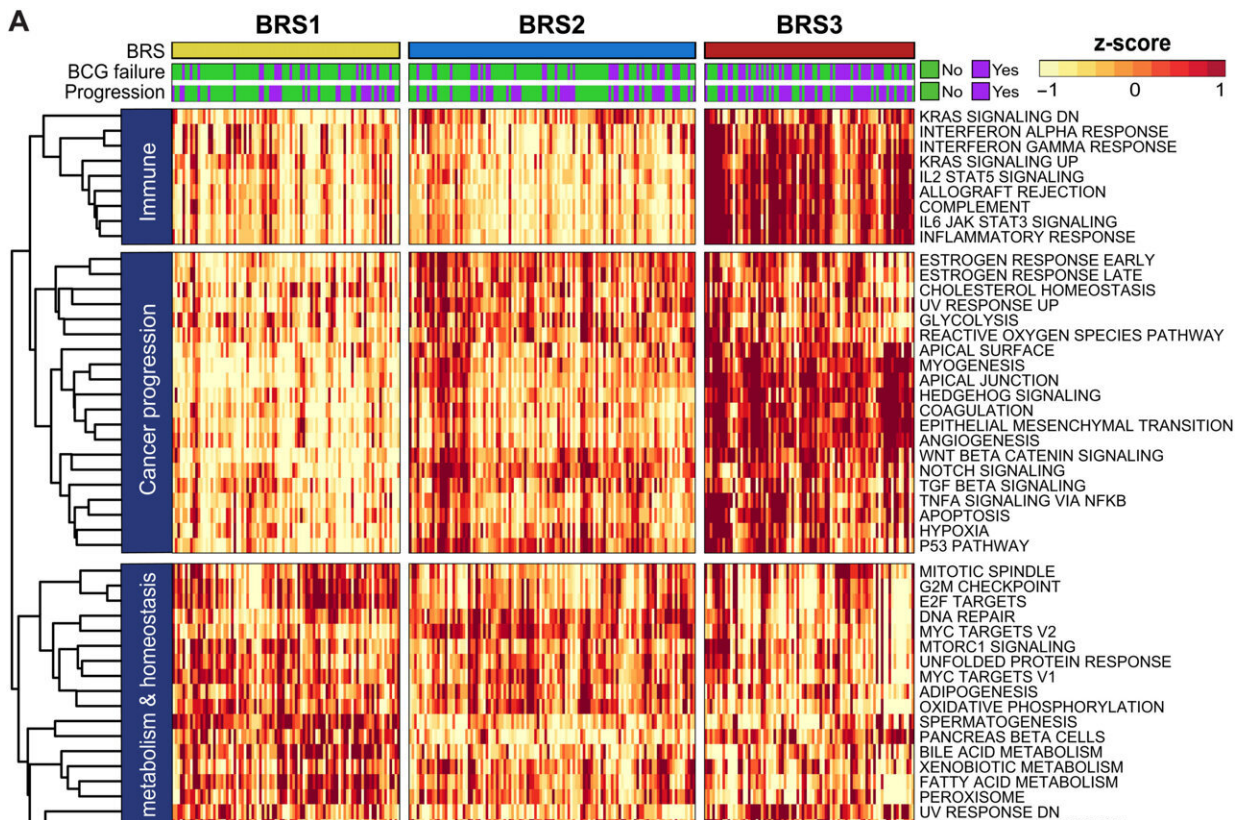 A
BRS1 BRS2 BRS3
BRS
BCG failure
Progression
No Yes
No Yes
z-score
−1 0 1
Immune
KRAS SIGNALING DN
INTERFERON ALPHA RESPONSE
INTERFERON GAMMA RESPONSE
KRAS SIGNALING UP
IL2 STAT5 SIGNALING
ALLOGRAFT REJECTION
COMPLEMENT
IL6 JAK STAT3 SIGNALING
INFLAMMATORY RESPONSE
Cancer progression
ESTROGEN RESPONSE EARLY
ESTROGEN RESPONSE LATE
CHOLESTEROL HOMEOSTASIS
UV RESPONSE UP
GLYCOLYSIS
REACTIVE OXYGEN SPECIES PATHWAY
APICAL SURFACE
MYOGENESIS
APICAL JUNCTION
HEDGEHOG SIGNALING
COAGULATION
EPITHELIAL MESENCHYMAL TRANSITION
ANGIOGENESIS
WNT BETA CATENIN SIGNALING
NOTCH SIGNALING
TGF BETA SIGNALING
TNFA SIGNALING VIA NFKB
APOPTOSIS
HYPOXIA
P53 PATHWAY
metabolism & homeostasis
MITOTIC SPINDLE
G2M CHECKPOINT
E2F TARGETS
DNA REPAIR
MYC TARGETS V2
MTORC1 SIGNALING
UNFOLDED PROTEIN RESPONSE
MYC TARGETS V1
ADIPOGENESIS
OXIDATIVE PHOSPHORYLATION
SPERMATOGENESIS
PANCREAS BETA CELLS
BILE ACID METABOLISM
XENOBIOTIC METABOLISM
FATTY ACID METABOLISM
PEROXISOME
UV RESPONSE DN